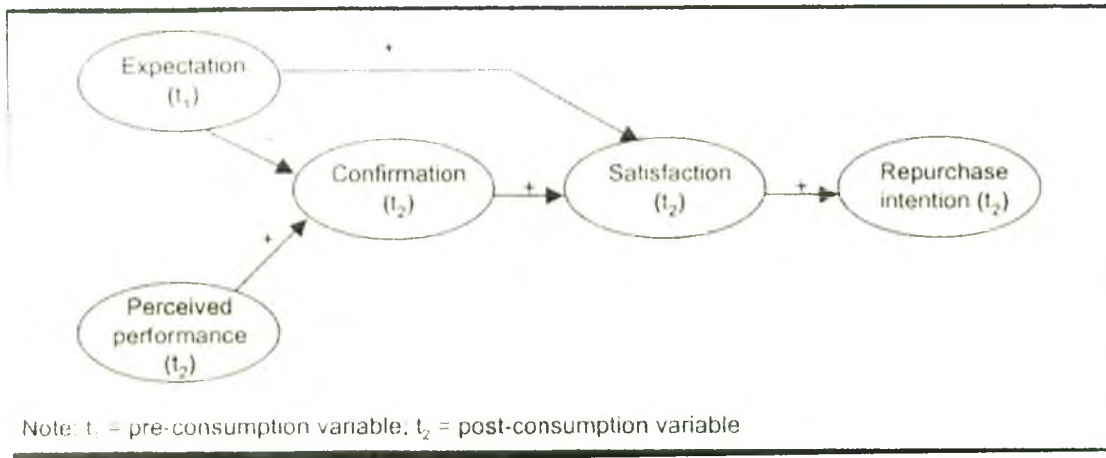 +
Expectation
(t₁)
Confirmation
(t₂)
+
Satisfaction
(t₂)
+
Repurchase
intention (t₂)
+
Perceived
performance
(t₂)
Note: t = pre-consumption variable, t₂ = post-consumption variable